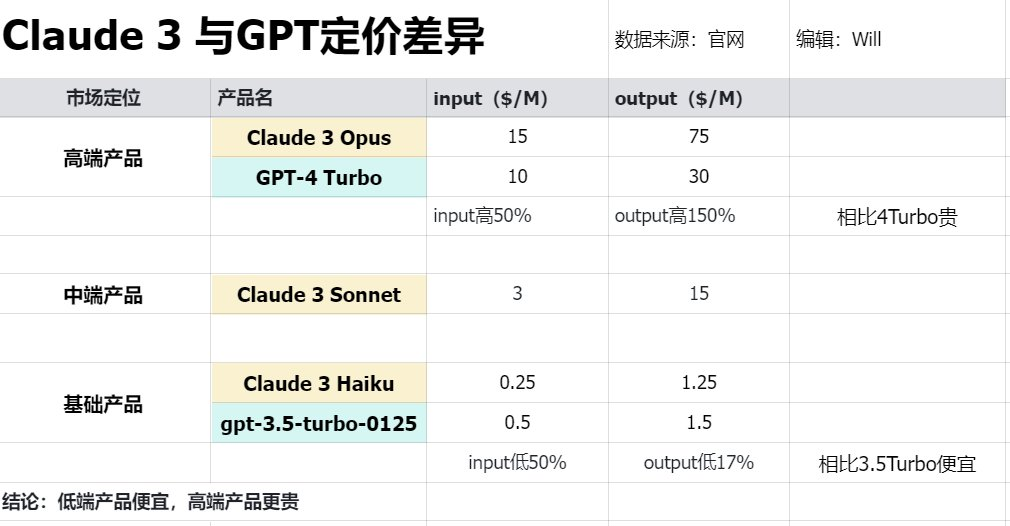 Claude 3 与GPT定价差异 数据来源：官网 编辑：Will
市场定位 产品名 input（$/M） output（$/M）
高端产品 Claude 3 Opus 15 75
GPT-4 Turbo 10 30
input高50% output高150% 相比4Turbo贵
中端产品 Claude 3 Sonnet 3 15
基础产品 Claude 3 Haiku 0.25 1.25
gpt-3.5-turbo-0125 0.5 1.5
input低50% output低17% 相比3.5Turbo便宜
结论：低端产品便宜，高端产品更贵